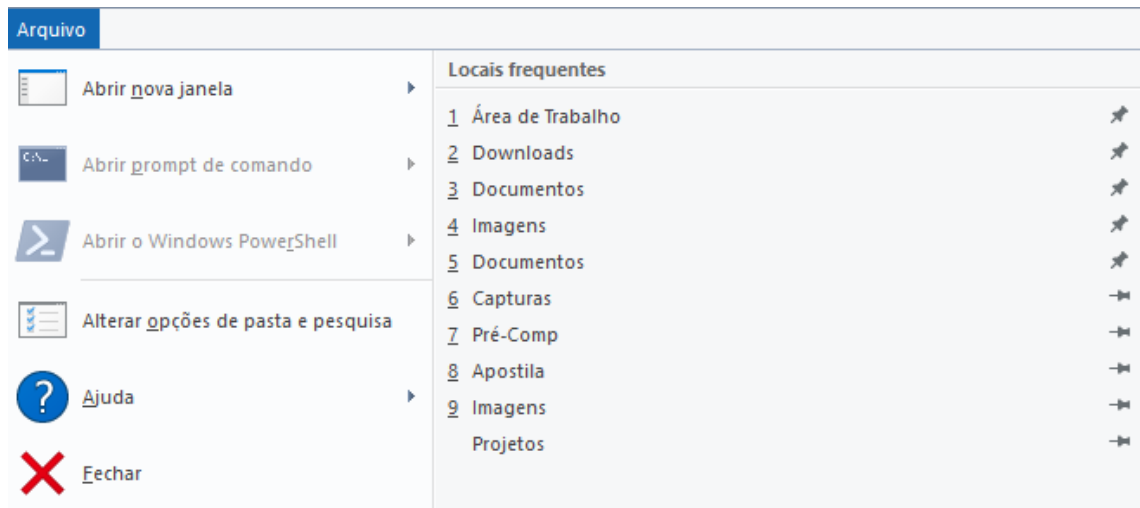 Arquivo
Abrir nova janela
C:\_
Abrir prompt de comando
Abrir o Windows PowerShell
Alterar opções de pasta e pesquisa
Ajuda
Fechar
Locais frequentes
1 Área de Trabalho
2 Downloads
3 Documentos
4 Imagens
5 Documentos
6 Capturas
7 Pré-Comp
8 Apostila
9 Imagens
Projetos